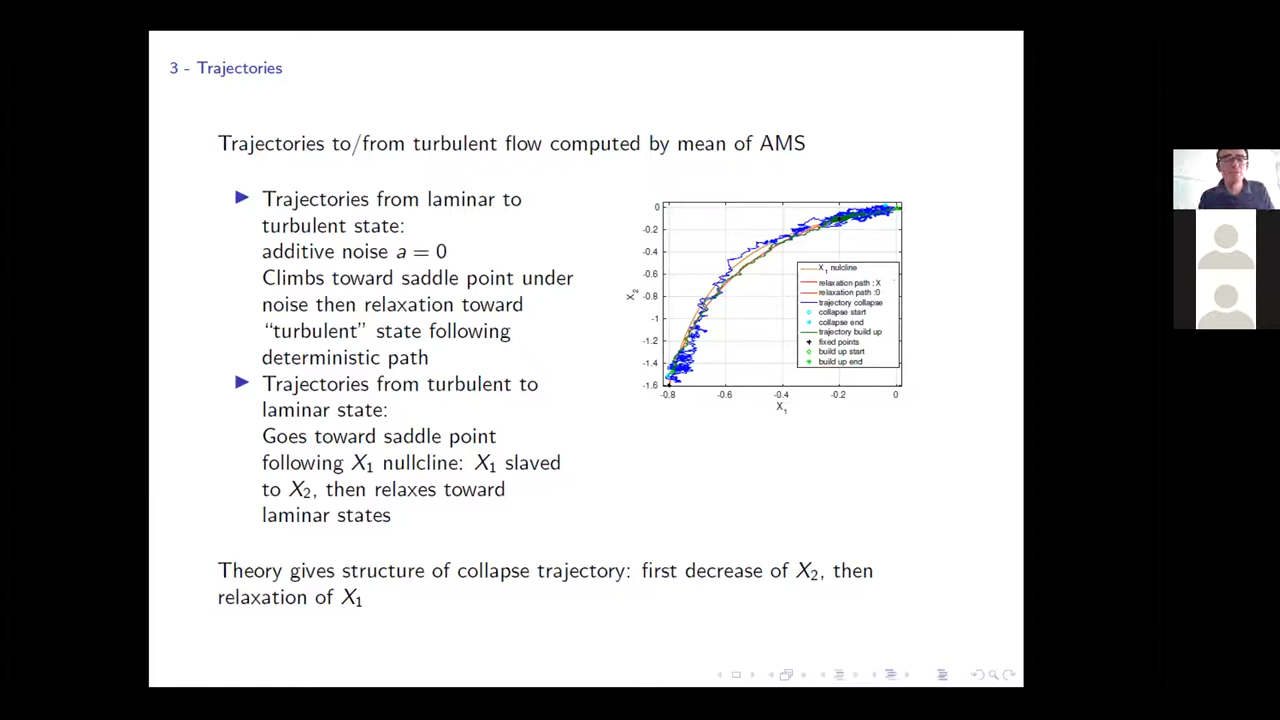 3 - Trajectories
Trajectories to/from turbulent flow computed by mean of AMS
Trajectories from laminar to
turbulent state:
additive noise a = 0
Climbs toward saddle point under
noise then relaxation toward
“turbulent” state following
deterministic path
Trajectories from turbulent to
laminar state:
Goes toward saddle point
following X1 nullcline: X1 slaved
to X2, then relaxes toward
laminar states
0
-0.2
-0.4
-0.6
-0.8
-1
-1.2
-1.4
-1.6
X2
-0.8 -0.6 -0.4 -0.2 0
X1
X1 nulcline
relaxation path : X
relaxation path :0
trajectory collapse
collapse start
collapse end
trajectory build up
fixed points
build up start
build up end
Theory gives structure of collapse trajectory: first decrease of X2, then
relaxation of X1